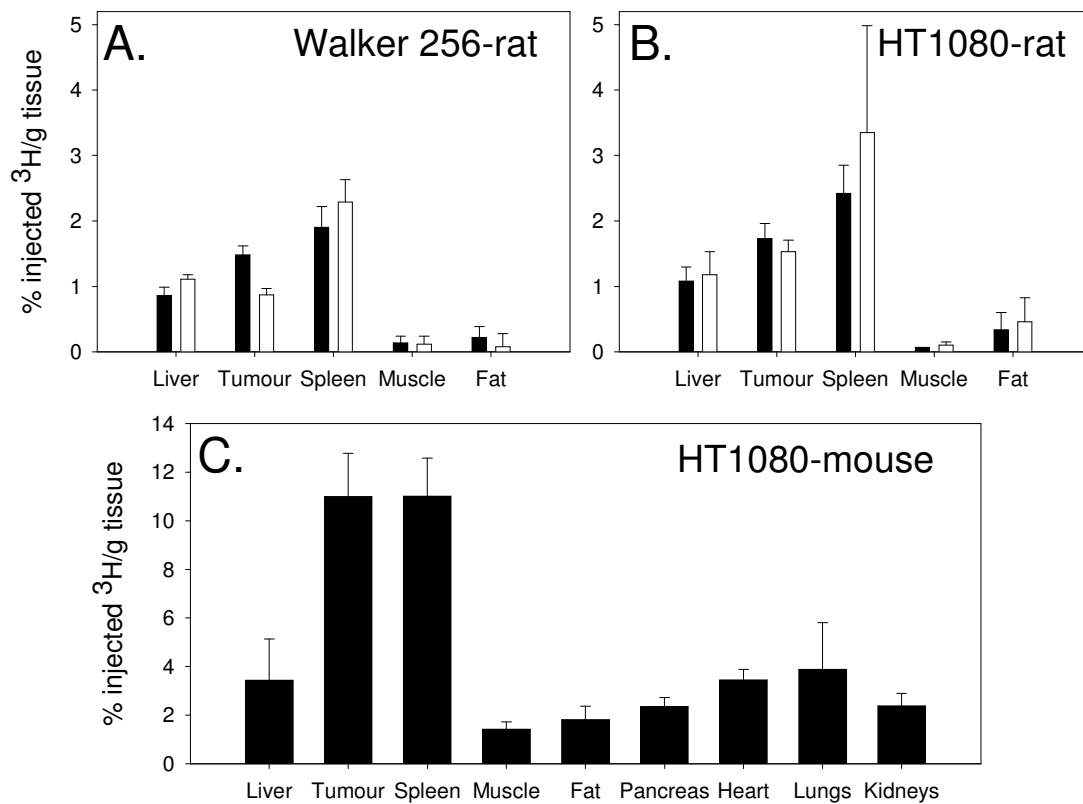 A.
Walker 256-rat
% injected ³H/g tissue
5
4
3
2
1
0
Liver Tumour Spleen Muscle Fat
B.
HT1080-rat
5
4
3
2
1
0
Liver Tumour Spleen Muscle Fat
C.
HT1080-mouse
% injected ³H/g tissue
14
12
10
8
6
4
2
0
Liver Tumour Spleen Muscle Fat Pancreas Heart Lungs Kidneys